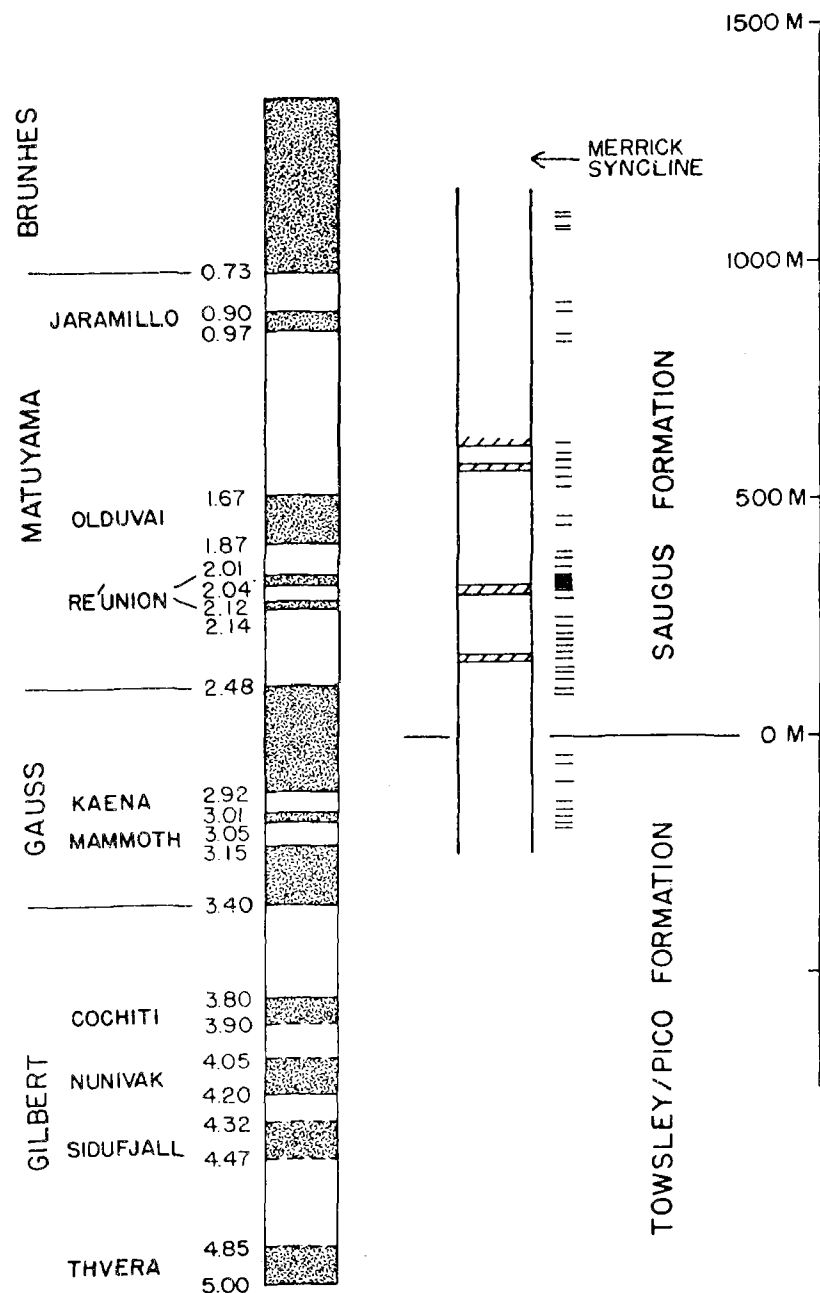 1500 M
BRUNHES
MERRICK
SYNCLINE
1000 M
0.73
JARAMILLO
0.90
0.97
MATUYAMA
1.67
OLDUVAI
1.87
2.01
RÉUNION
2.04
2.12
2.14
2.48
500 M
SAUGUS FORMATION
0 M
GAUSS
KAENA
2.92
3.01
MAMMOTH
3.05
3.15
3.40
TOWSLEY/PICO FORMATION
GILBERT
3.80
COCHITI
3.90
4.05
NUNIVAK
4.20
4.32
SIDUFJALL
4.47
4.85
THVERA
5.00